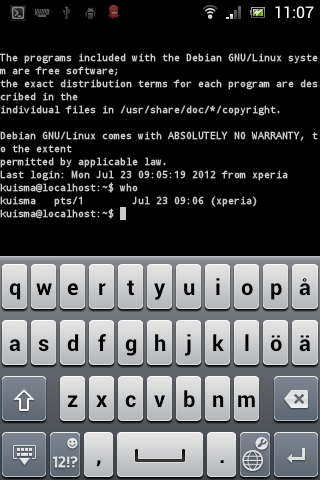 11:07
The programs included with the Debian GNU/Linux syste
m are free software;
the exact distribution terms for each program are des
cribed in the
individual files in /usr/share/doc/*/copyright.
Debian GNU/Linux comes with ABSOLUTELY NO WARRANTY, t
o the extent
permitted by applicable law.
Last login: Mon Jul 23 09:05:19 2012 from xperia
kuisma@localhost:~$ who
kuisma   pts/1        Jul 23 09:06 (xperia)
kuisma@localhost:~$
q w e r t y u i o p å
a s d f g h j k l ö ä
z x c v b n m
12!? , .